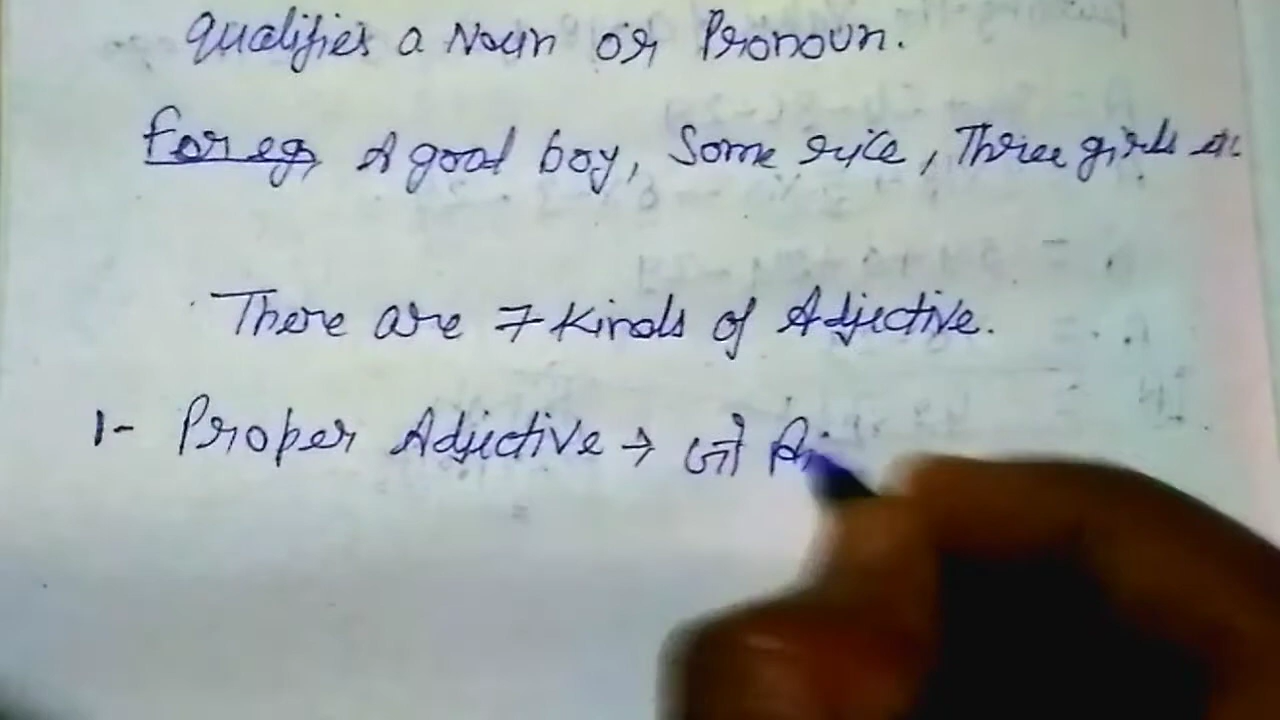 Qualifies a Noun or Pronoun.
For eg, A good boy, Some rice, Three girls etc
There are 7 Kinds of Adjective.
1- Proper Adjective → जो